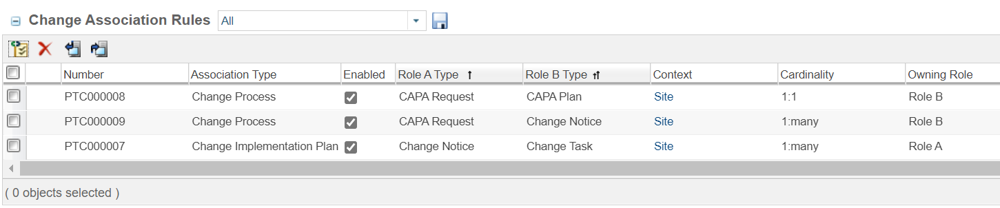 Change Association Rules All
Number Association Type Enabled Role A Type Role B Type Context Cardinality Owning Role
PTC000008 Change Process CAPA Request CAPA Plan Site 1:1 Role B
PTC000009 Change Process CAPA Request Change Notice Site 1:many Role B
PTC000007 Change Implementation Plan Change Notice Change Task Site 1:many Role A
( 0 objects selected )